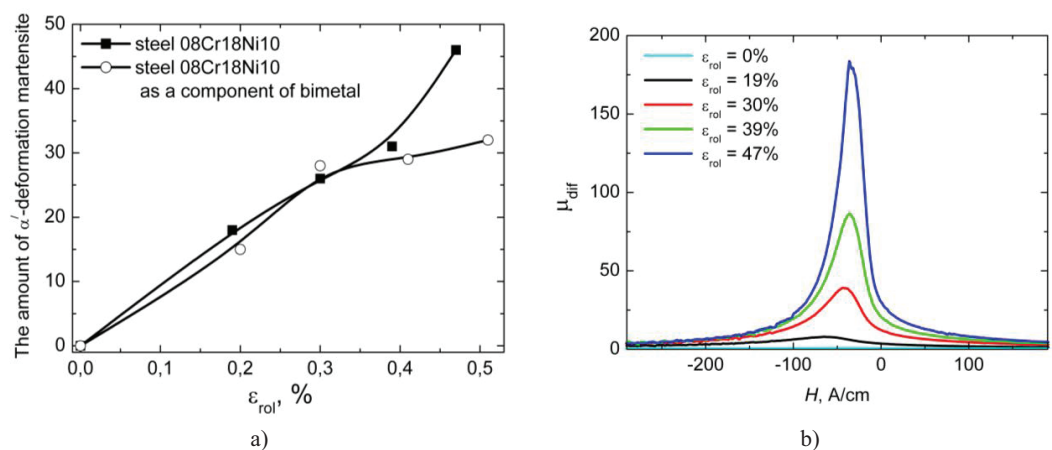 The amount of α′-deformation martensite
50
40
30
20
10
0
0,0 0,1 0,2 0,3 0,4 0,5
εrol, %
steel 08Cr18Ni10
steel 08Cr18Ni10
as a component of bimetal
a)
μdif
200
150
100
50
0
-200 -100 0 100
H, A/cm
εrol = 0%
εrol = 19%
εrol = 30%
εrol = 39%
εrol = 47%
b)